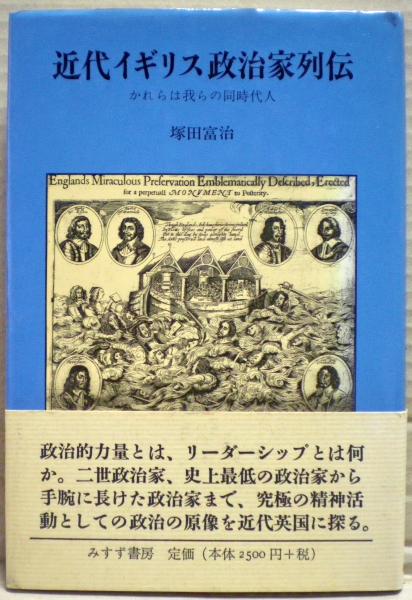 近代イギリス政治家列伝
かれらは我らの同時代人
塚田富治
Englands Miraculous Preservation Emblematically Described, Erected
for a perpetuall MONUMENT to Posterity.
政治的力量とは、リーダーシップとは何
か。二世政治家、史上最低の政治家から
手腕に長けた政治家まで、究極の精神活
動としての政治の原像を近代英国に探る。
みすず書房 定価（本体2500円+税）